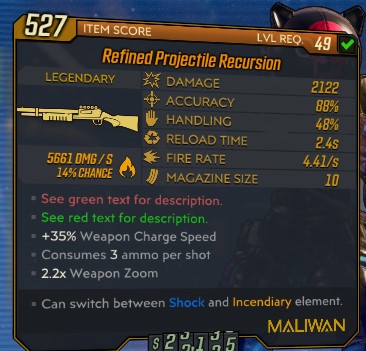 527 ITEM SCORE LVL REQ. 49
Refined Projectile Recursion
LEGENDARY
DAMAGE 2122
ACCURACY 88%
HANDLING 48%
RELOAD TIME 2.4s
FIRE RATE 4.41/s
MAGAZINE SIZE 10
5661 DMG / S
14% CHANCE
See green text for description.
See red text for description.
+35% Weapon Charge Speed
Consumes 3 ammo per shot
2.2x Weapon Zoom
Can switch between Shock and Incendiary element.
MALIWAN